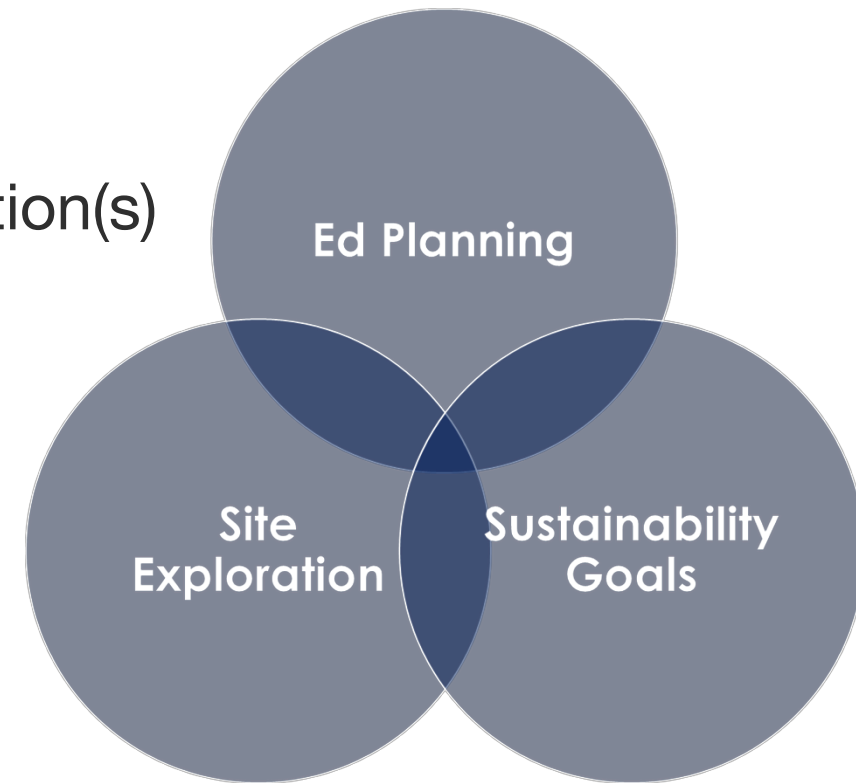 tion(s)
Ed Planning
Site
Exploration
Sustainability
Goals